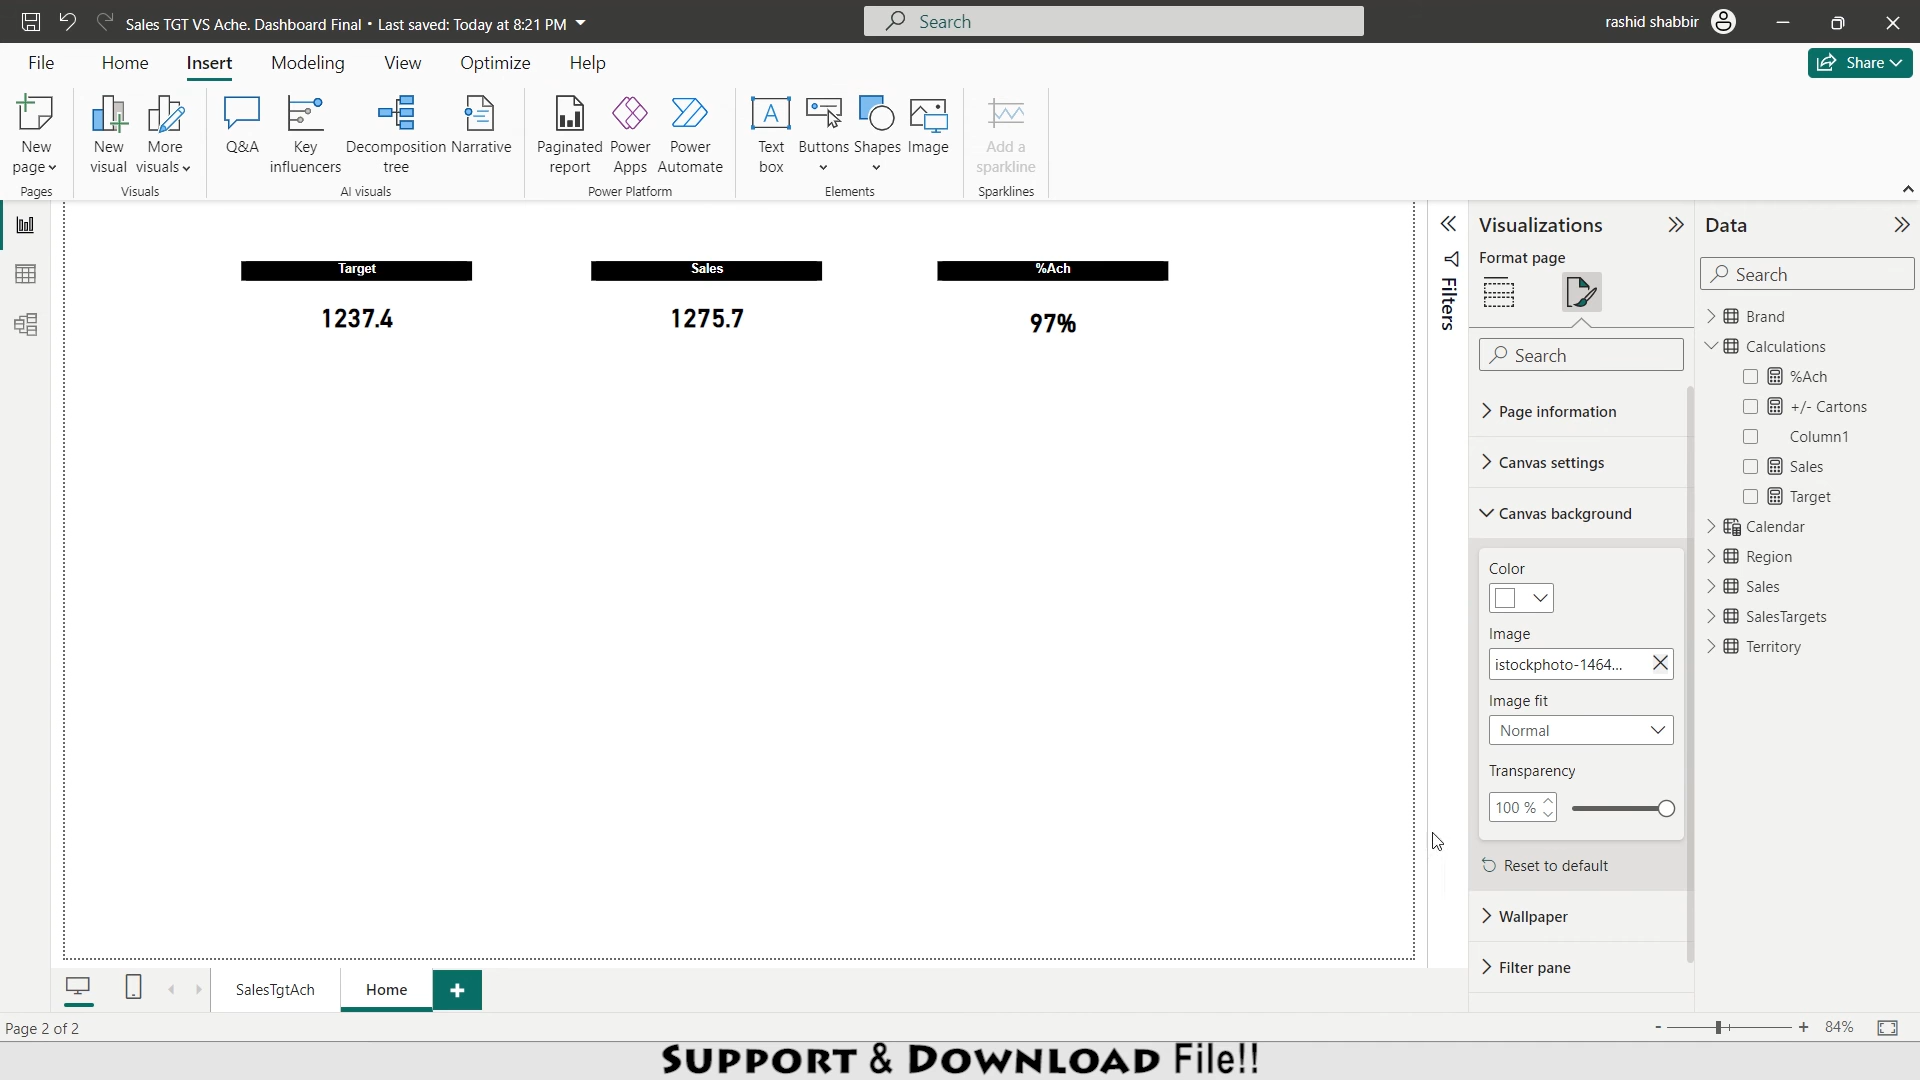 Sales TGT VS Ache. Dashboard Final • Last saved: Today at 8:21 PM
Search
rashid shabbir
File
Home
Insert
Modeling
View
Optimize
Help
Share
New page
New visual
More visuals
Q&A
Key influencers
Decomposition tree
Narrative
Paginated report
Power Apps
Power Automate
Text box
Buttons
Shapes
Image
Add a sparkline
Pages
Visuals
AI visuals
Power Platform
Elements
Sparklines
Target
Sales
%Ach
1237.4
1275.7
97%
Filters
Visualizations
Format page
Search
Page information
Canvas settings
Canvas background
Color
Image
istockphoto-1464...
Image fit
Normal
Transparency
100 %
Reset to default
Wallpaper
Filter pane
Data
Search
Brand
Calculations
%Ach
+/- Cartons
Column1
Sales
Target
Calendar
Region
Sales
SalesTargets
Territory
SalesTgtAch
Home
Page 2 of 2
- + 84%
Support & Download File!!